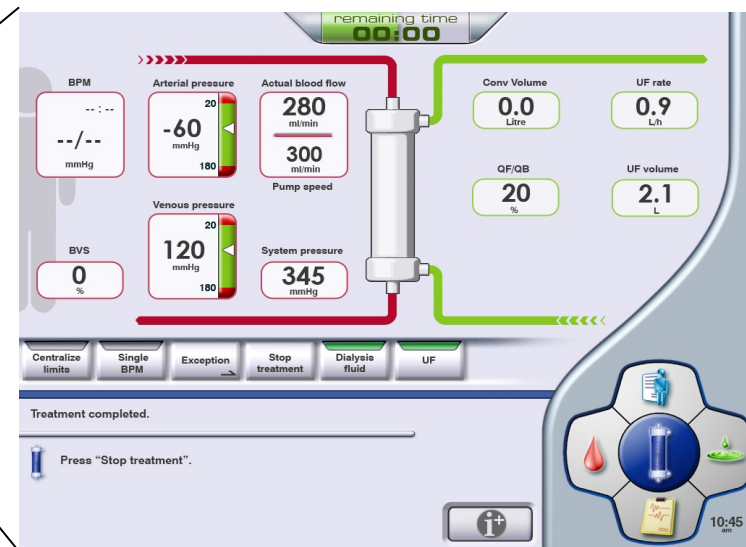 remaining time
00:00
BPM
Arterial pressure
Actual blood flow
Conv Volume
UF rate
--:--
--/--
mmHg
20
-60
mmHg
180
280
ml/min
300
ml/min
Pump speed
0.0
Litre
0.9
L/h
QF/QB
20
%
UF volume
2.1
L
Venous pressure
20
120
mmHg
180
BVS
0
%
System pressure
345
mmHg
Centralize
limits
Single
BPM
Exception
Stop
treatment
Dialysis
fluid
UF
Treatment completed.
Press “Stop treatment”.
i+
10:45
am